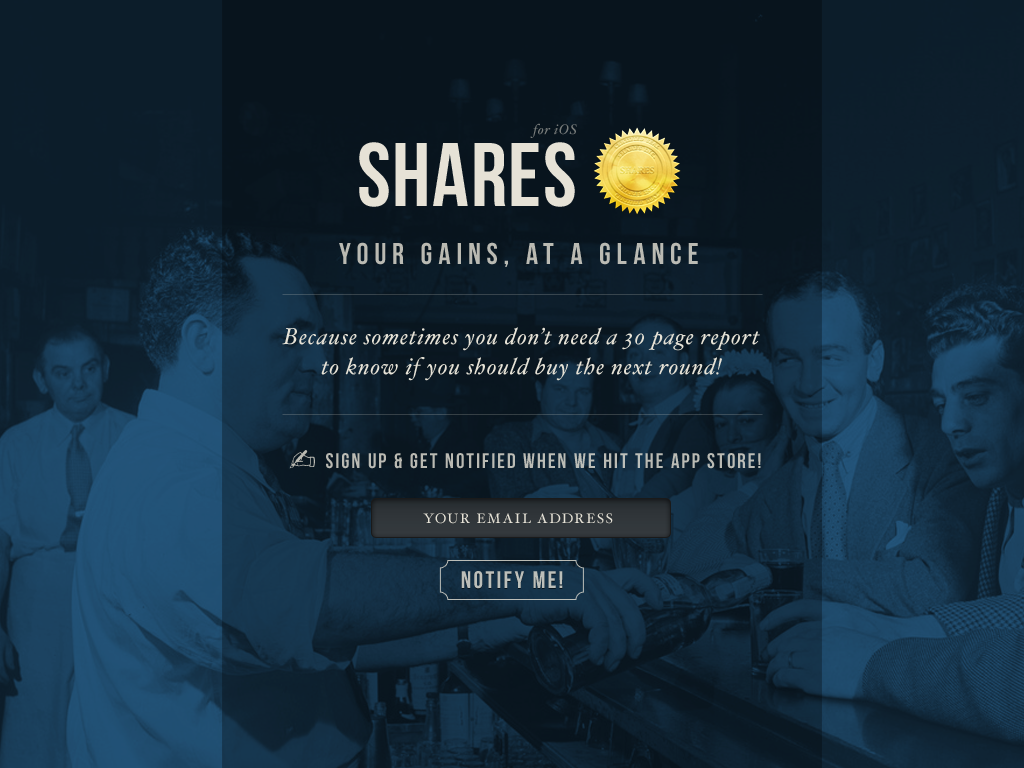 for iOS
SHARES
YOUR GAINS, AT A GLANCE
Because sometimes you don’t need a 30 page report
to know if you should buy the next round!
SIGN UP & GET NOTIFIED WHEN WE HIT THE APP STORE!
YOUR EMAIL ADDRESS
NOTIFY ME!